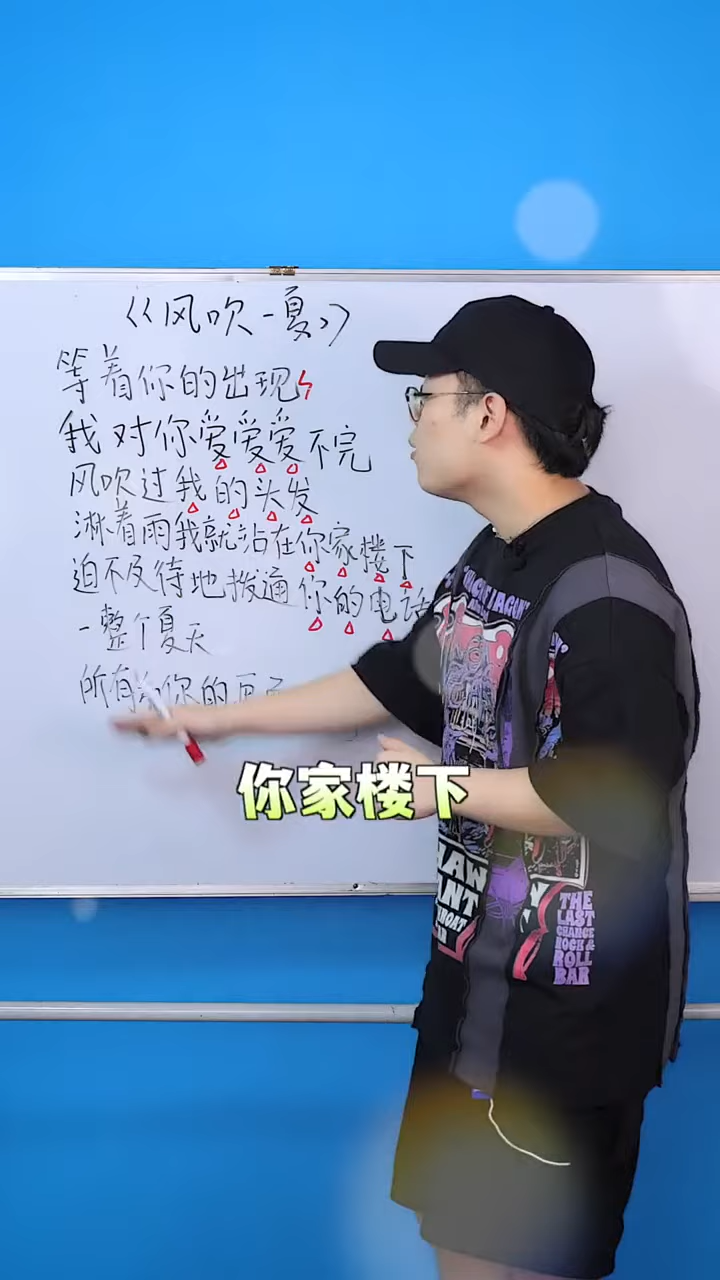 《风吹一夏》
等着你的出现
我对你爱爱爱不完
风吹过我的头发
淋着雨我就站在你家楼下
迫不及待地拨通你的电话
一整个夏天
所有 你的
你家楼下
THE
LAST
CHANCE
ROCK &
ROLL
BAR